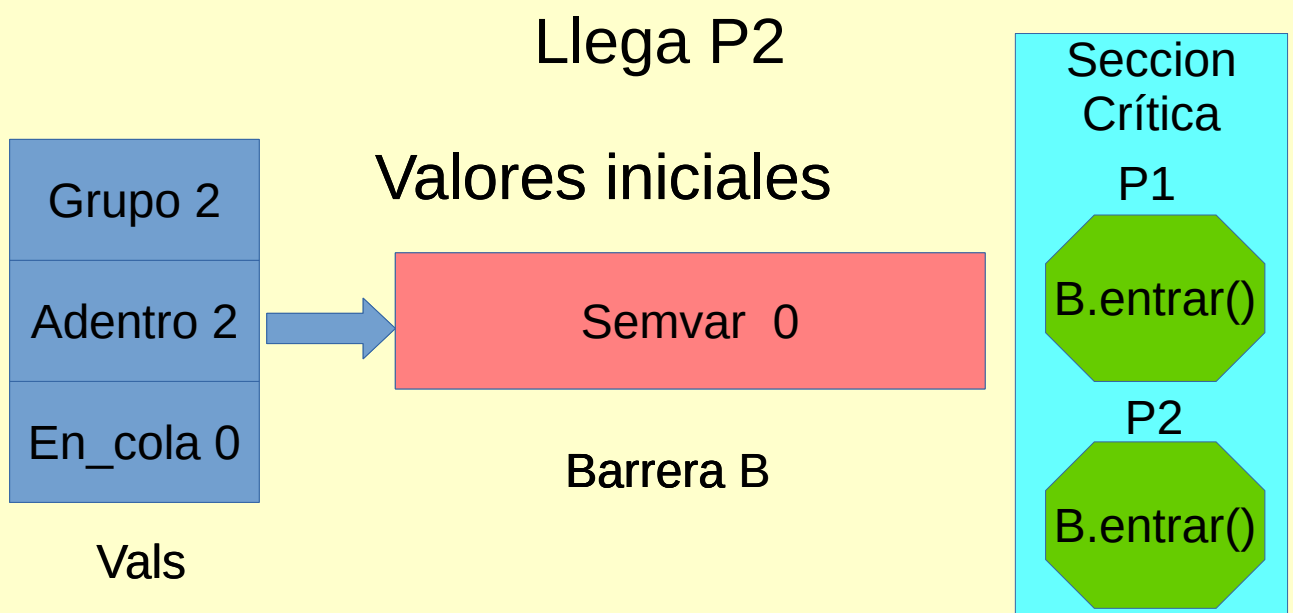 Llega P2
Valores iniciales
Grupo 2
Adentro 2
En_cola 0
Vals
Semvar 0
Barrera B
Seccion
Crítica
P1
B.entrar()
P2
B.entrar()